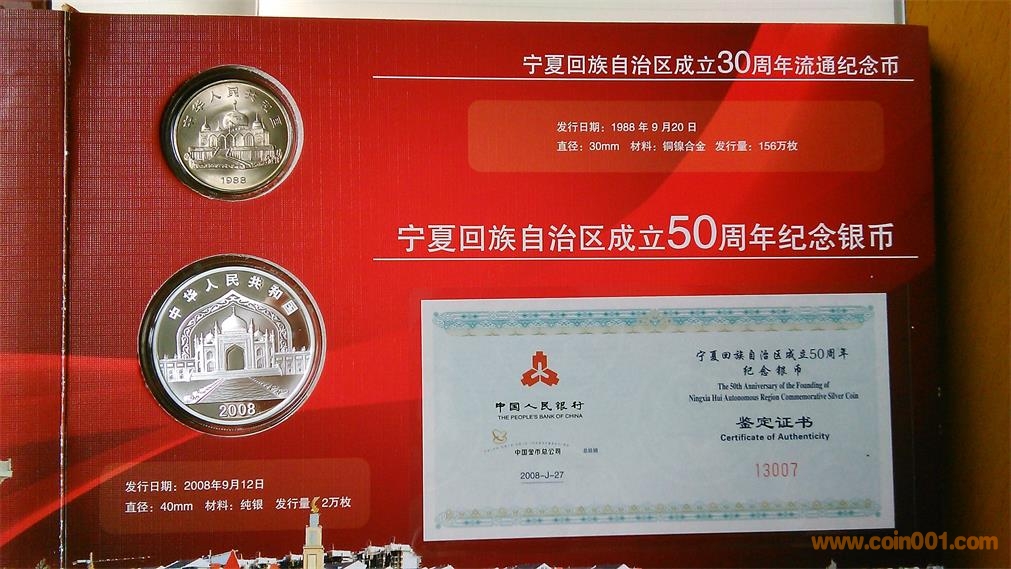 宁夏回族自治区成立30周年流通纪念币
发行日期：1988 年 9 月20 日
直径：30mm 材料：铜镍合金 发行量：156万枚
中华人民共和国
1988
宁夏回族自治区成立50周年纪念银币
中华人民共和国
2008
发行日期：2008年9月12日
直径：40mm 材料：纯银 发行量：2万枚
中国人民银行
THE PEOPLE'S BANK OF CHINA
中国金币总公司 总经销
2008-J-27
宁夏回族自治区成立50周年
纪念银币
The 50th Anniversary of the Founding of
Ningxia Hui Autonomous Region Commemorative Silver Coin
鉴定证书
Certificate of Authenticity
13007
www.coin001.com